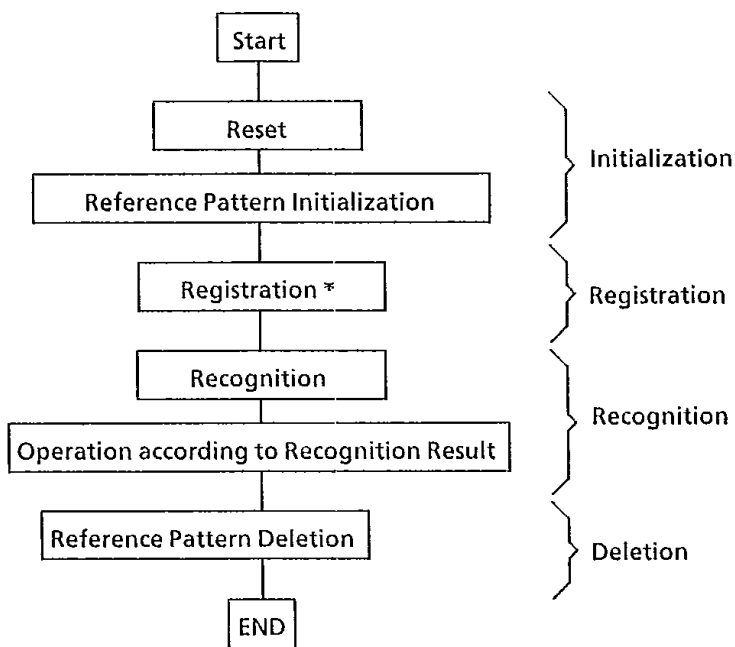 Start
Reset
Initialization
Reference Pattern Initialization
Registration *
Registration
Recognition
Recognition
Operation according to Recognition Result
Reference Pattern Deletion
Deletion
END